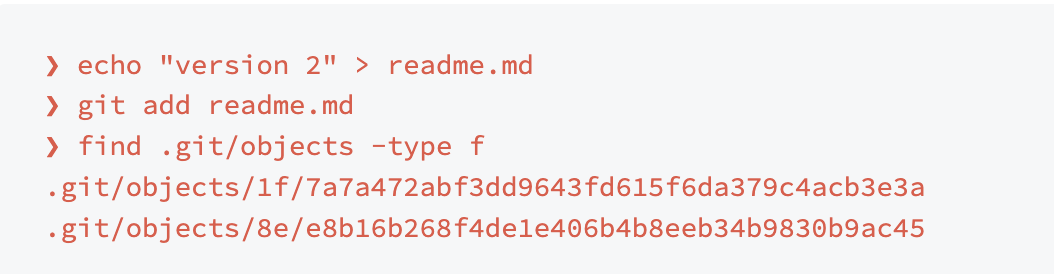 ❯ echo "version 2" > readme.md
❯ git add readme.md
❯ find .git/objects -type f
.git/objects/1f/7a7a472abf3dd9643fd615f6da379c4acb3e3a
.git/objects/8e/e8b16b268f4de1e406b4b8eeb34b9830b9ac45